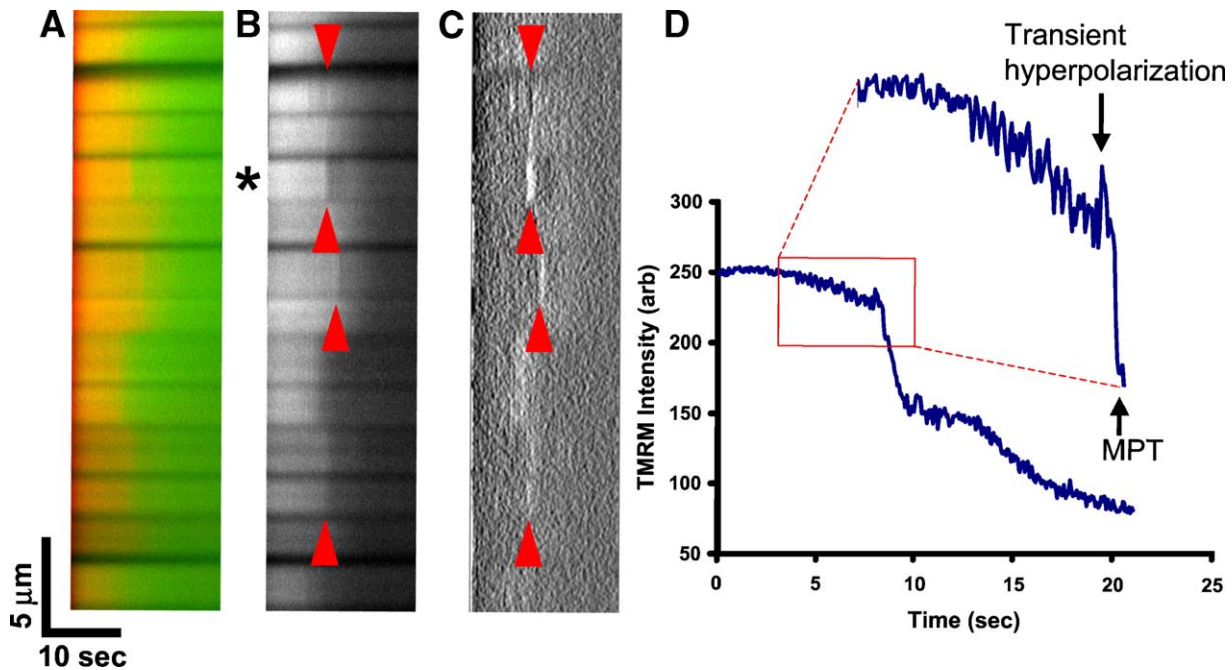 A
B
C
D
*
5 μm
10 sec
Transient
hyperpolarization
MPT
TMRM Intensity (arb)
300
250
200
150
100
50
0
5
10
15
20
25
Time (sec)